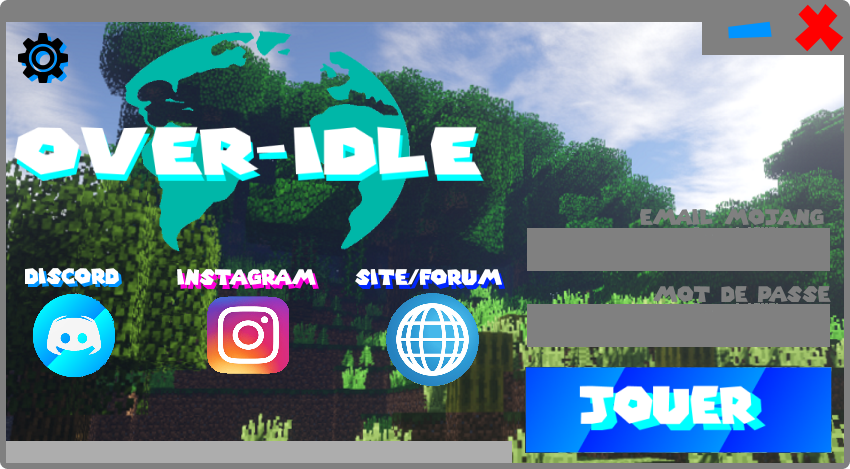 OVER-IDLE
EMAIL MOJANG
DISCORD
INSTAGRAM
SITE/FORUM
MOT DE PASSE
JOUER